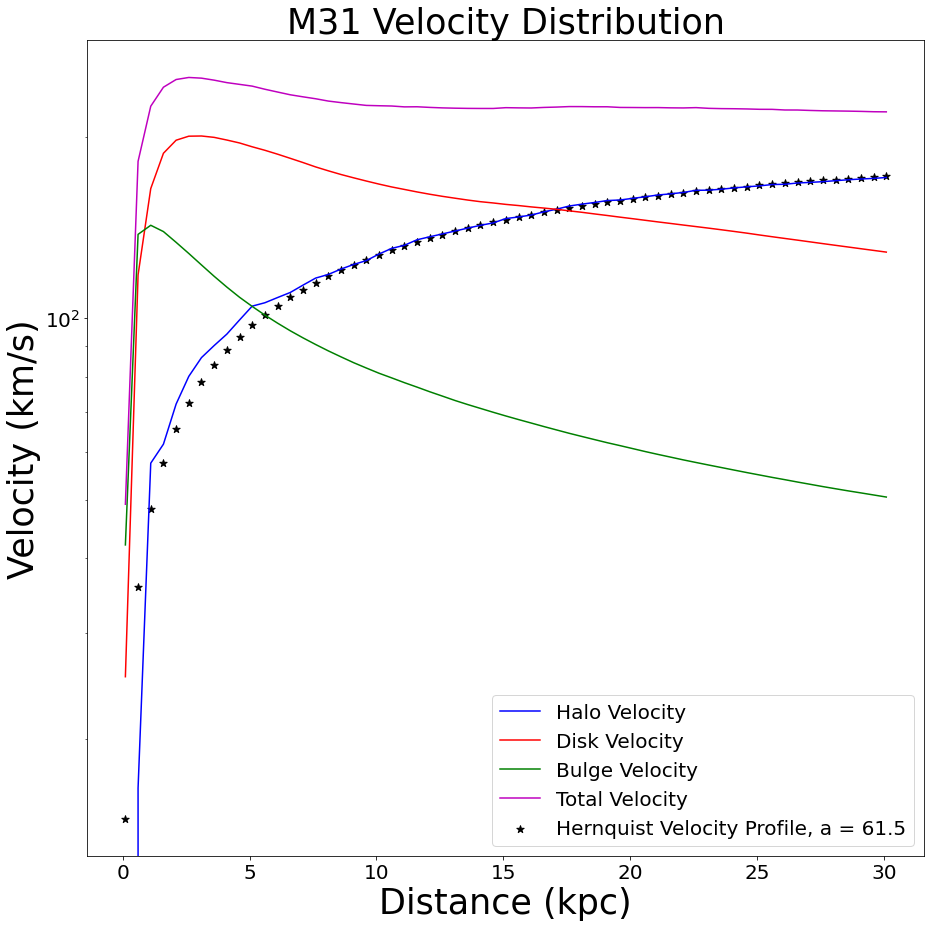 M31 Velocity Distribution
Velocity (km/s)
10²
Halo Velocity
Disk Velocity
Bulge Velocity
Total Velocity
Hernquist Velocity Profile, a = 61.5
0 5 10 15 20 25 30
Distance (kpc)